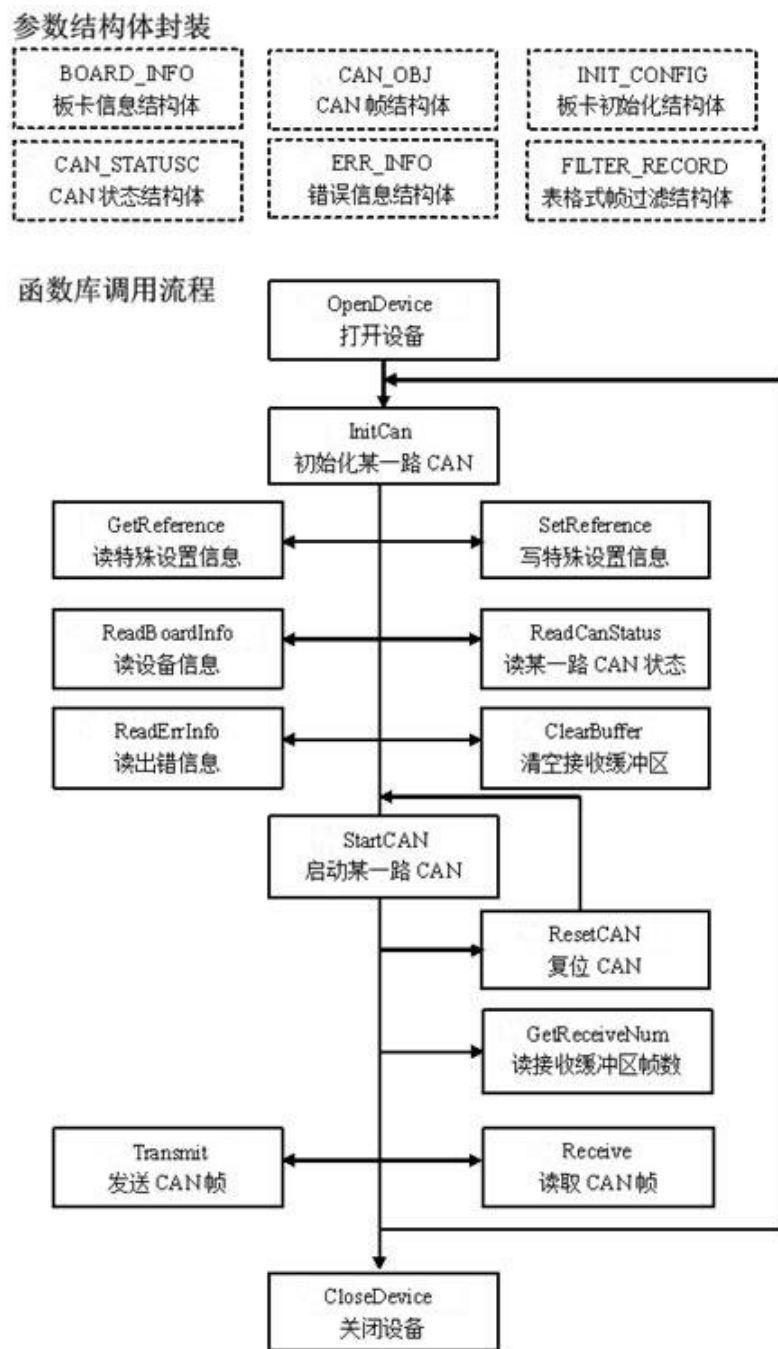 参数结构体封装
BOARD_INFO
板卡信息结构体
CAN_OBJ
CAN 帧结构体
INIT_CONFIG
板卡初始化结构体
CAN_STATUSC
CAN 状态结构体
ERR_INFO
错误信息结构体
FILTER_RECORD
表格式帧过滤结构体
函数库调用流程
OpenDevice
打开设备
InitCan
初始化某一路 CAN
GetReference
读特殊设置信息
SetReference
写特殊设置信息
ReadBoardInfo
读设备信息
ReadCanStatus
读某一路 CAN 状态
ReadErrInfo
读出错信息
ClearBuffer
清空接收缓冲区
StartCAN
启动某一路 CAN
ResetCAN
复位 CAN
GetReceiveNum
读接收缓冲区帧数
Transmit
发送 CAN 帧
Receive
读取 CAN 帧
CloseDevice
关闭设备